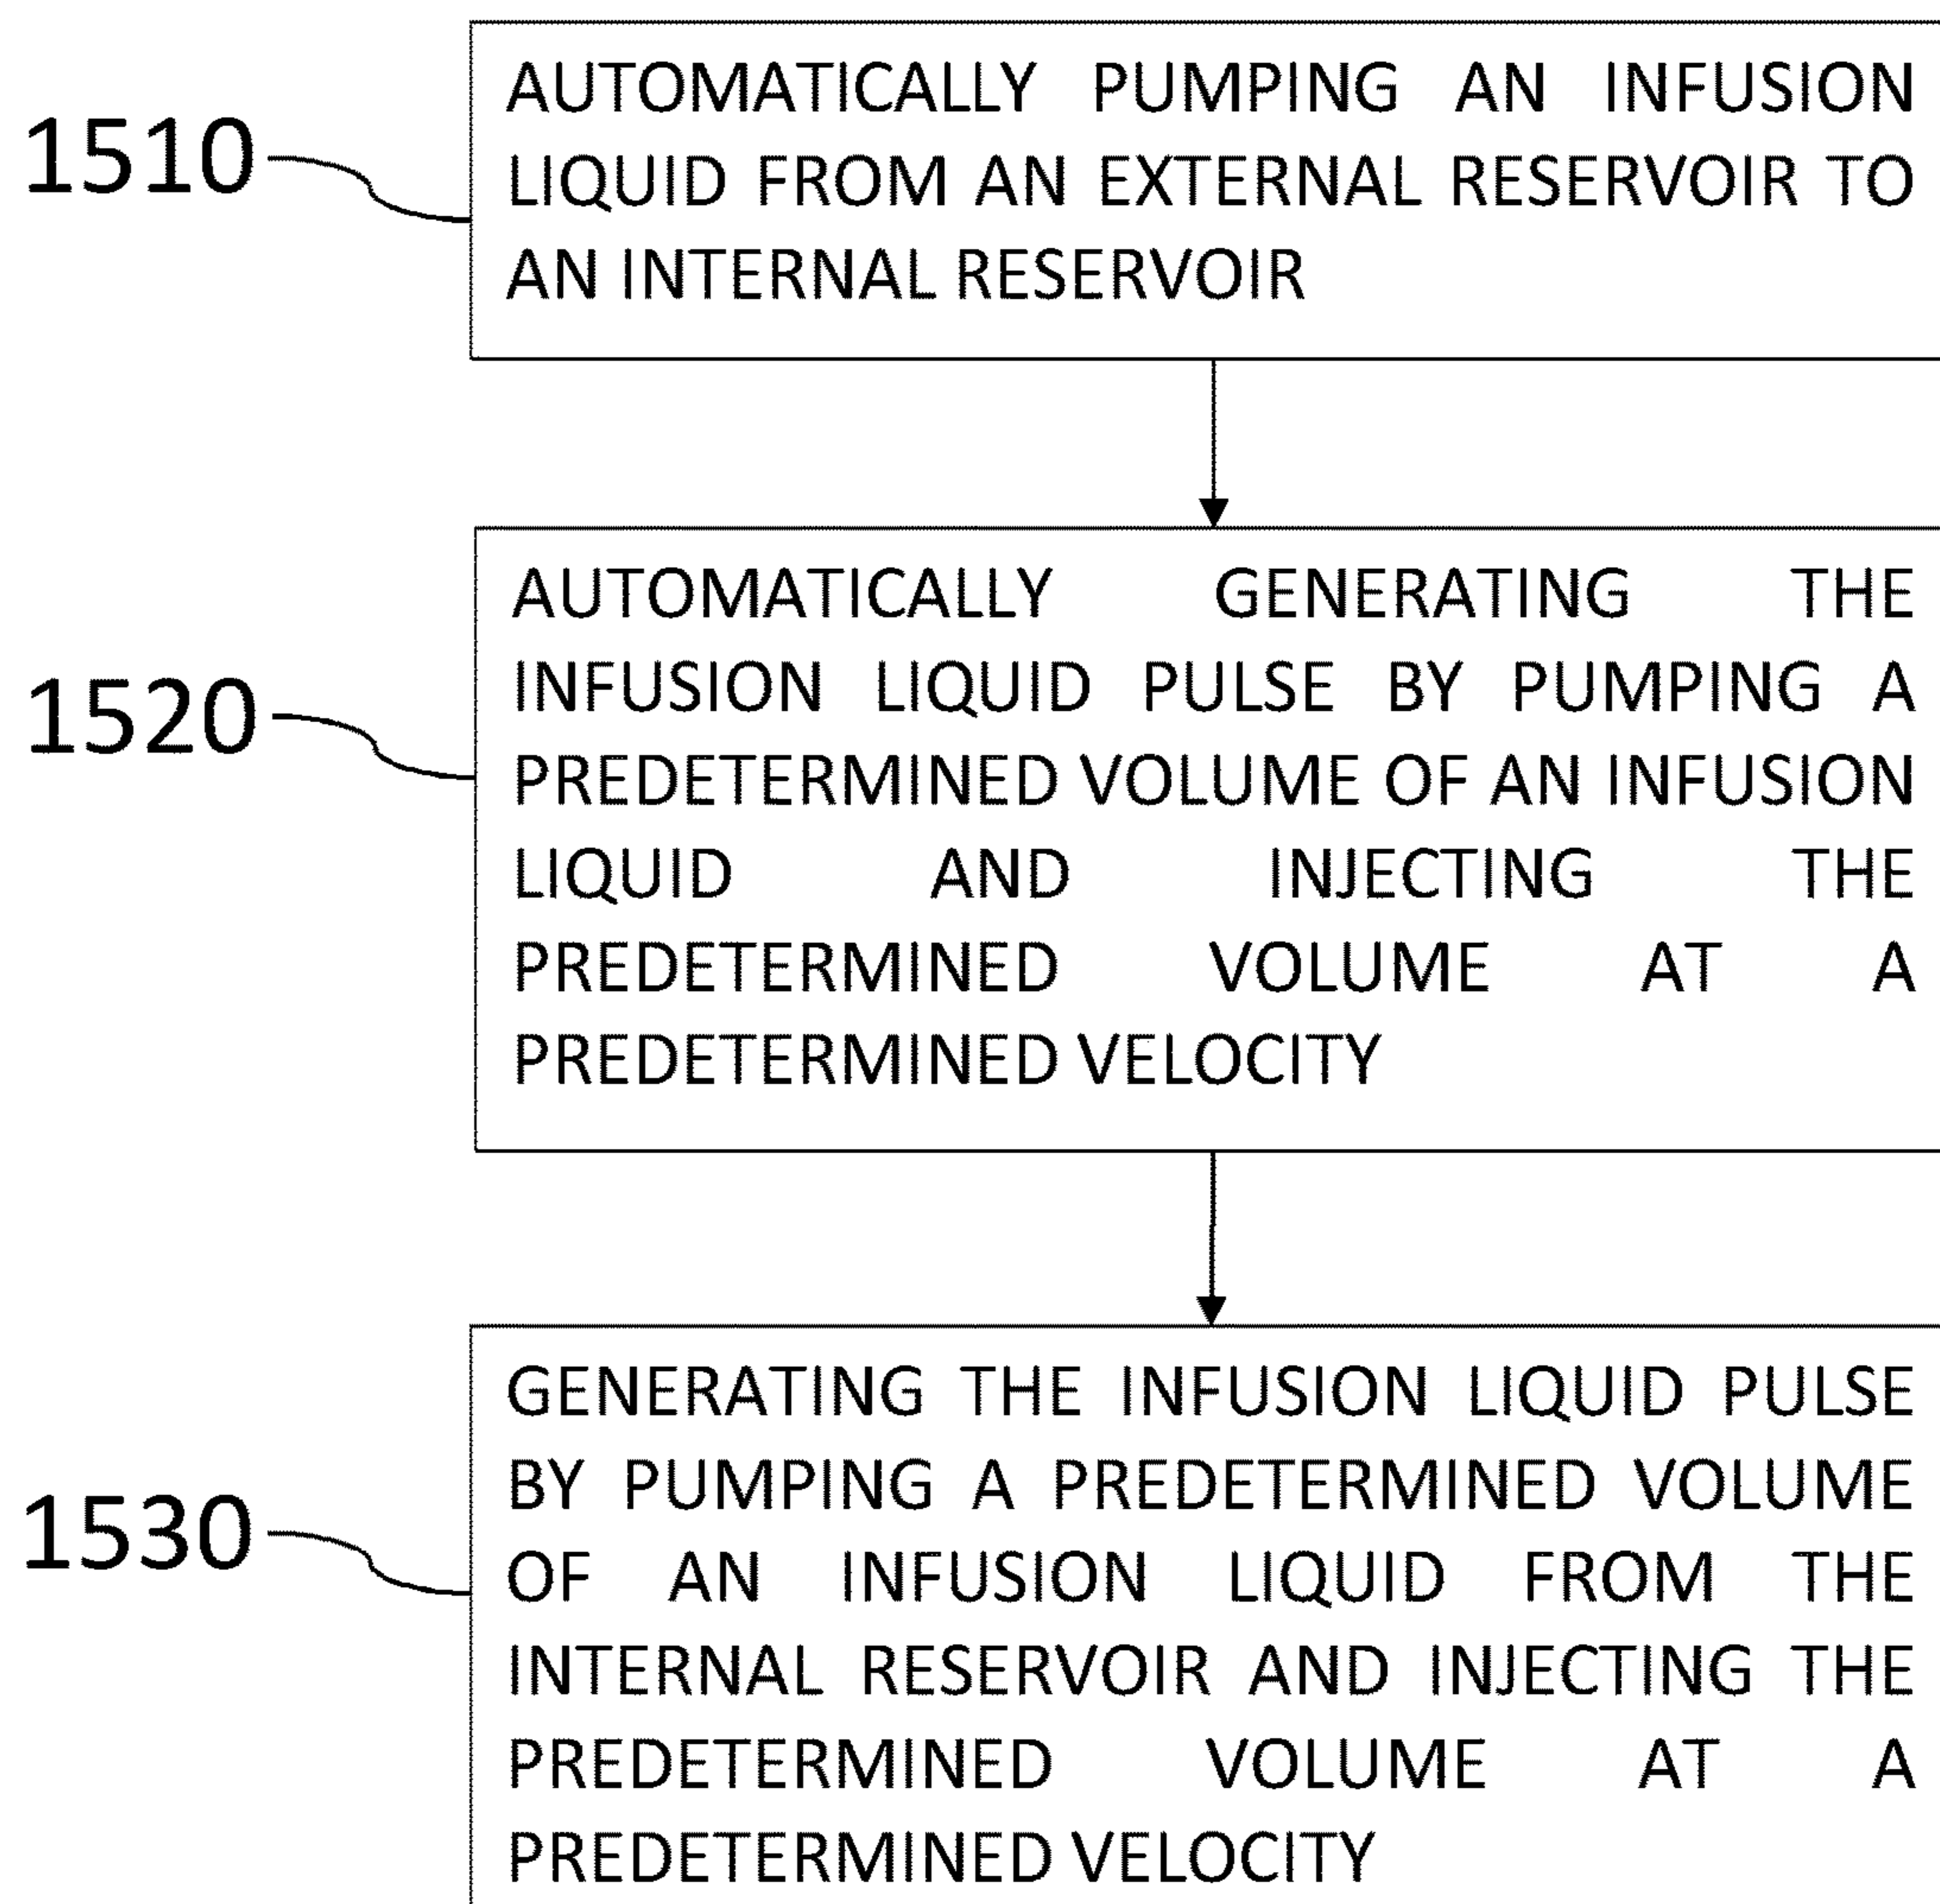 1510
AUTOMATICALLY PUMPING AN INFUSION
LIQUID FROM AN EXTERNAL RESERVOIR TO
AN INTERNAL RESERVOIR
1520
AUTOMATICALLY GENERATING THE
INFUSION LIQUID PULSE BY PUMPING A
PREDETERMINED VOLUME OF AN INFUSION
LIQUID AND INJECTING THE
PREDETERMINED VOLUME AT A
PREDETERMINED VELOCITY
1530
GENERATING THE INFUSION LIQUID PULSE
BY PUMPING A PREDETERMINED VOLUME
OF AN INFUSION LIQUID FROM THE
INTERNAL RESERVOIR AND INJECTING THE
PREDETERMINED VOLUME AT A
PREDETERMINED VELOCITY